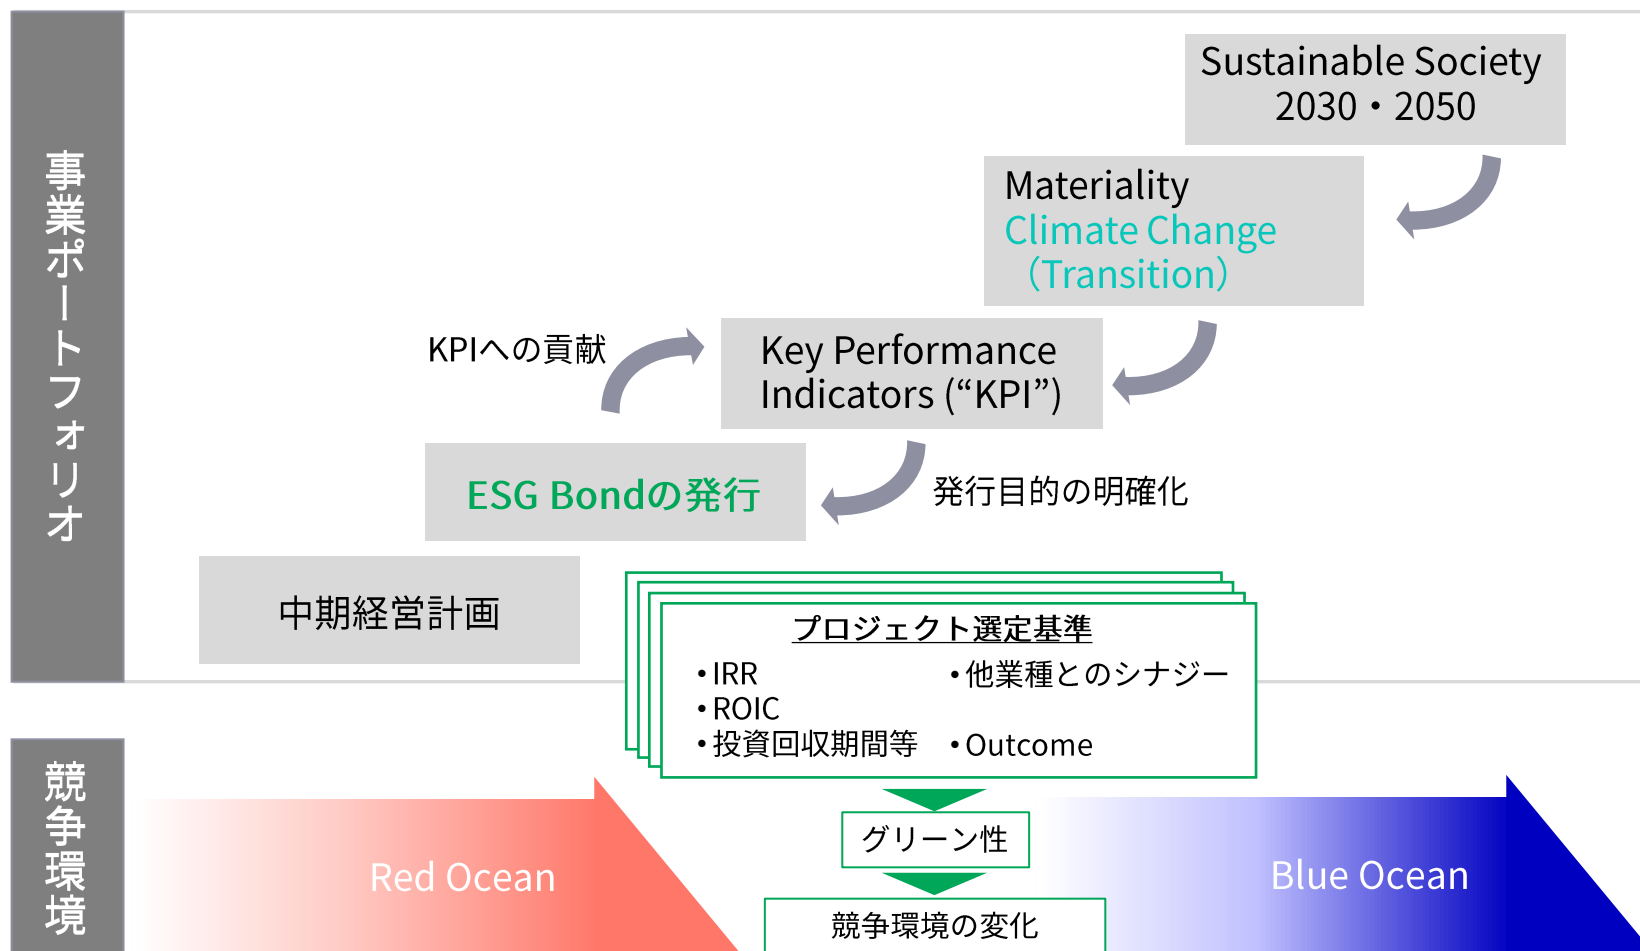 事業ポートフォリオ
Sustainable Society
2030・2050
Materiality
Climate Change
（Transition）
KPIへの貢献
Key Performance
Indicators (“KPI”)
ESG Bondの発行
発行目的の明確化
中期経営計画
プロジェクト選定基準
•IRR
•ROIC
•投資回収期間等
•他業種とのシナジー
•Outcome
競争環境
Red Ocean
グリーン性
競争環境の変化
Blue Ocean